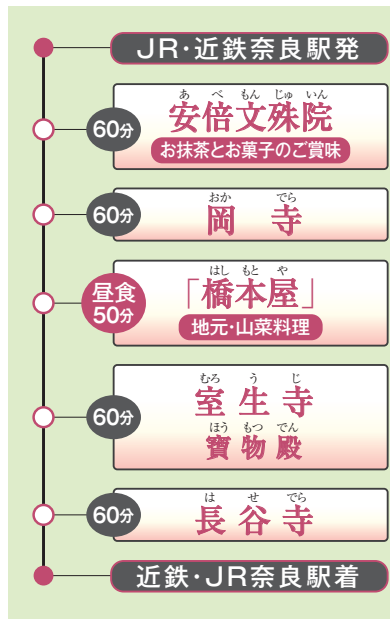 JR・近鉄奈良駅発
あ べ もん じゅ いん
60分 安倍文殊院
お抹茶とお菓子のご賞味
おか でら
60分 岡寺
はし もと や
昼食 「橋本屋」
50分 地元・山菜料理
むろ う じ
60分 室生寺
ほう もつ でん
寶物殿
は せ でら
60分 長谷寺
近鉄・JR奈良駅着